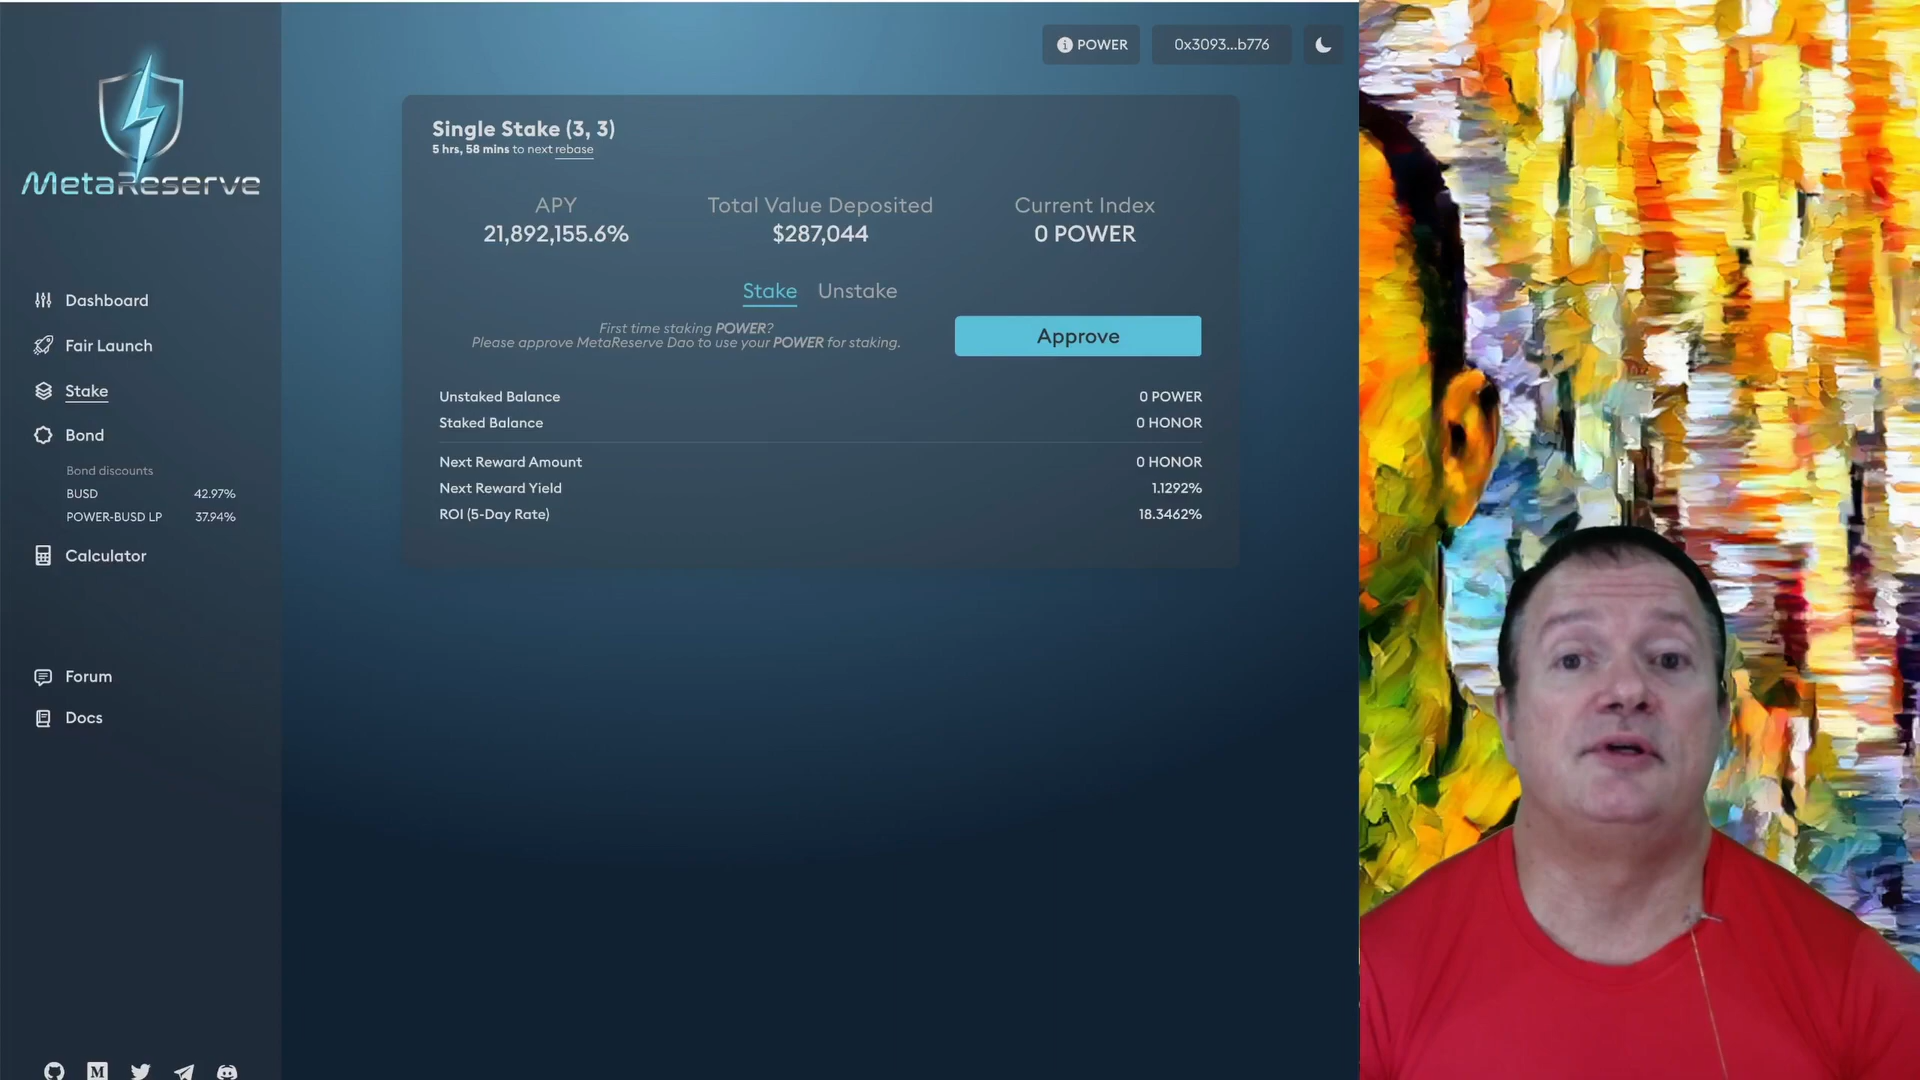 MetaReserve
Dashboard
Fair Launch
Stake
Bond
Bond discounts
BUSD 42.97%
POWER-BUSD LP 37.94%
Calculator
Forum
Docs
M
POWER
0x3093...b776
Single Stake (3, 3)
5 hrs, 58 mins to next rebase
APY
21,892,155.6%
Total Value Deposited
$287,044
Current Index
0 POWER
Stake Unstake
First time staking POWER?
Please approve MetaReserve Dao to use your POWER for staking.
Approve
Unstaked Balance 0 POWER
Staked Balance 0 HONOR
Next Reward Amount 0 HONOR
Next Reward Yield 1.1292%
ROI (5-Day Rate) 18.3462%